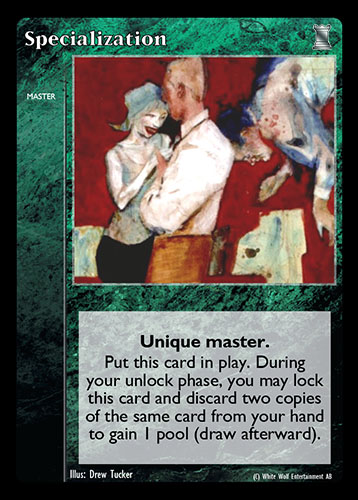 Specialization
MASTER
Unique master.
Put this card in play. During
your unlock phase, you may lock
this card and discard two copies
of the same card from your hand
to gain 1 pool (draw afterward).
Illus: Drew Tucker
(C) White Wolf Entertainment AB